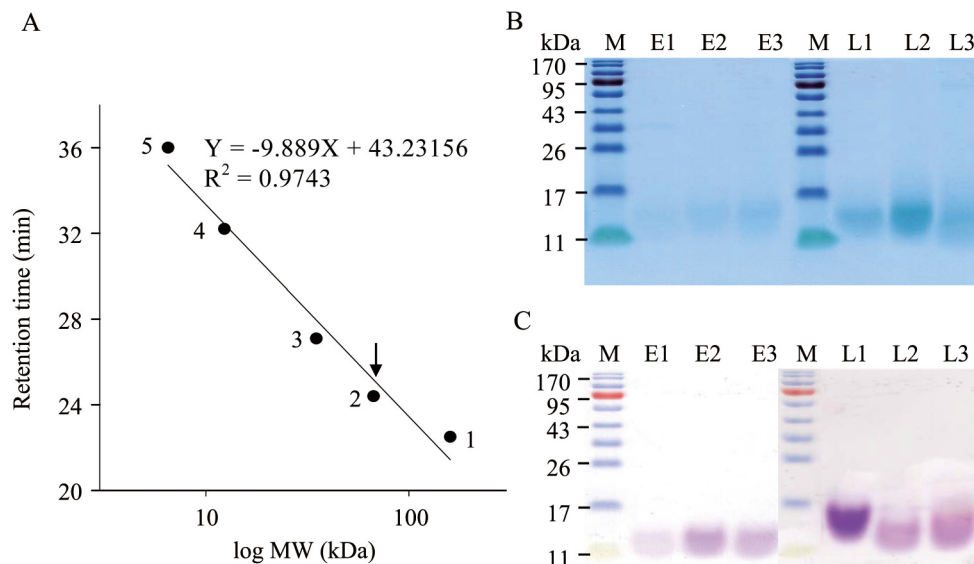 A
Y = -9.889X + 43.23156
R² = 0.9743
5
4
3
2
1
36
32
28
24
20
Retention time (min)
10 100
log MW (kDa)
B
kDa M E1 E2 E3 M L1 L2 L3
170
95
43
26
17
11
C
kDa M E1 E2 E3 M L1 L2 L3
170
95
43
26
17
11